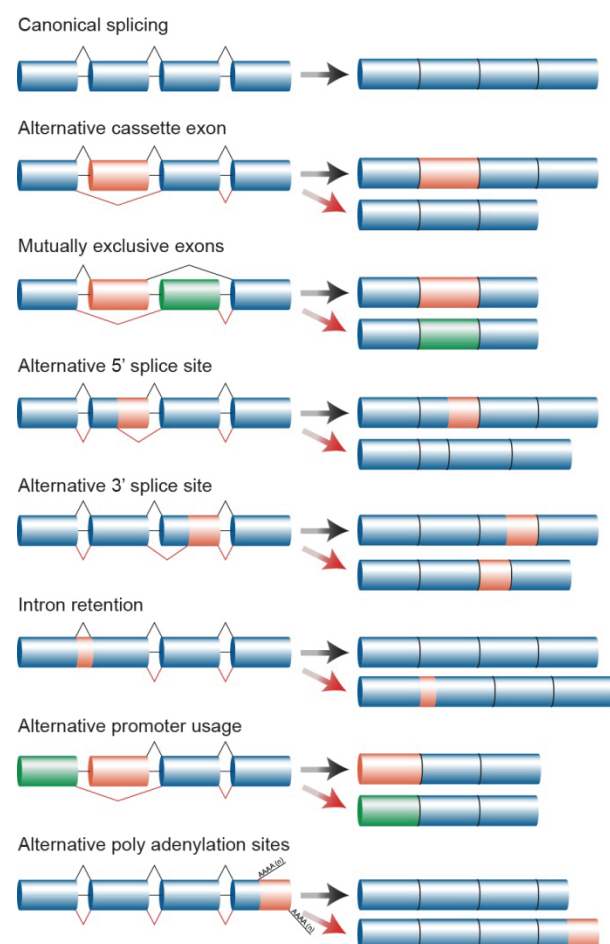 Canonical splicing
Alternative cassette exon
Mutually exclusive exons
Alternative 5' splice site
Alternative 3' splice site
Intron retention
Alternative promoter usage
Alternative poly adenylation sites
AAAA(n)
AAAA(n)